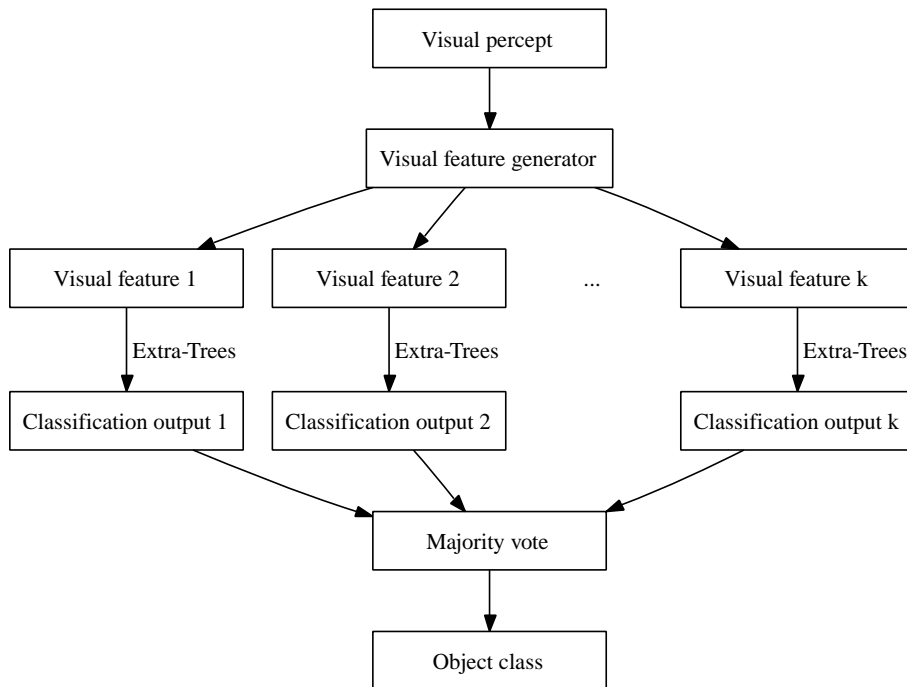 Visual percept
Visual feature generator
Visual feature 1
Visual feature 2
...
Visual feature k
Extra-Trees
Extra-Trees
Extra-Trees
Classification output 1
Classification output 2
Classification output k
Majority vote
Object class